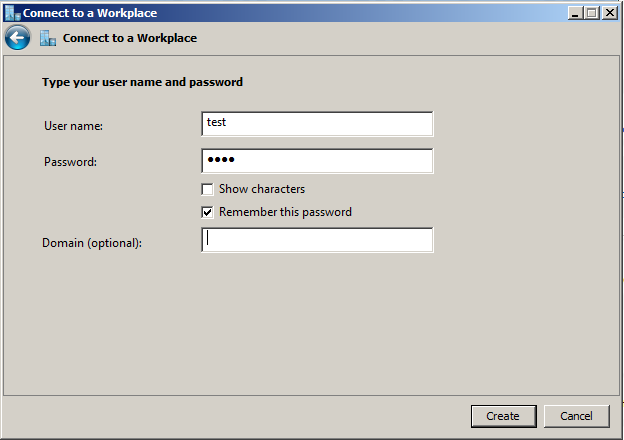 Connect to a Workplace
Connect to a Workplace
Type your user name and password
User name: test
Password: ●●●●
Show characters
Remember this password
Domain (optional):
Create Cancel